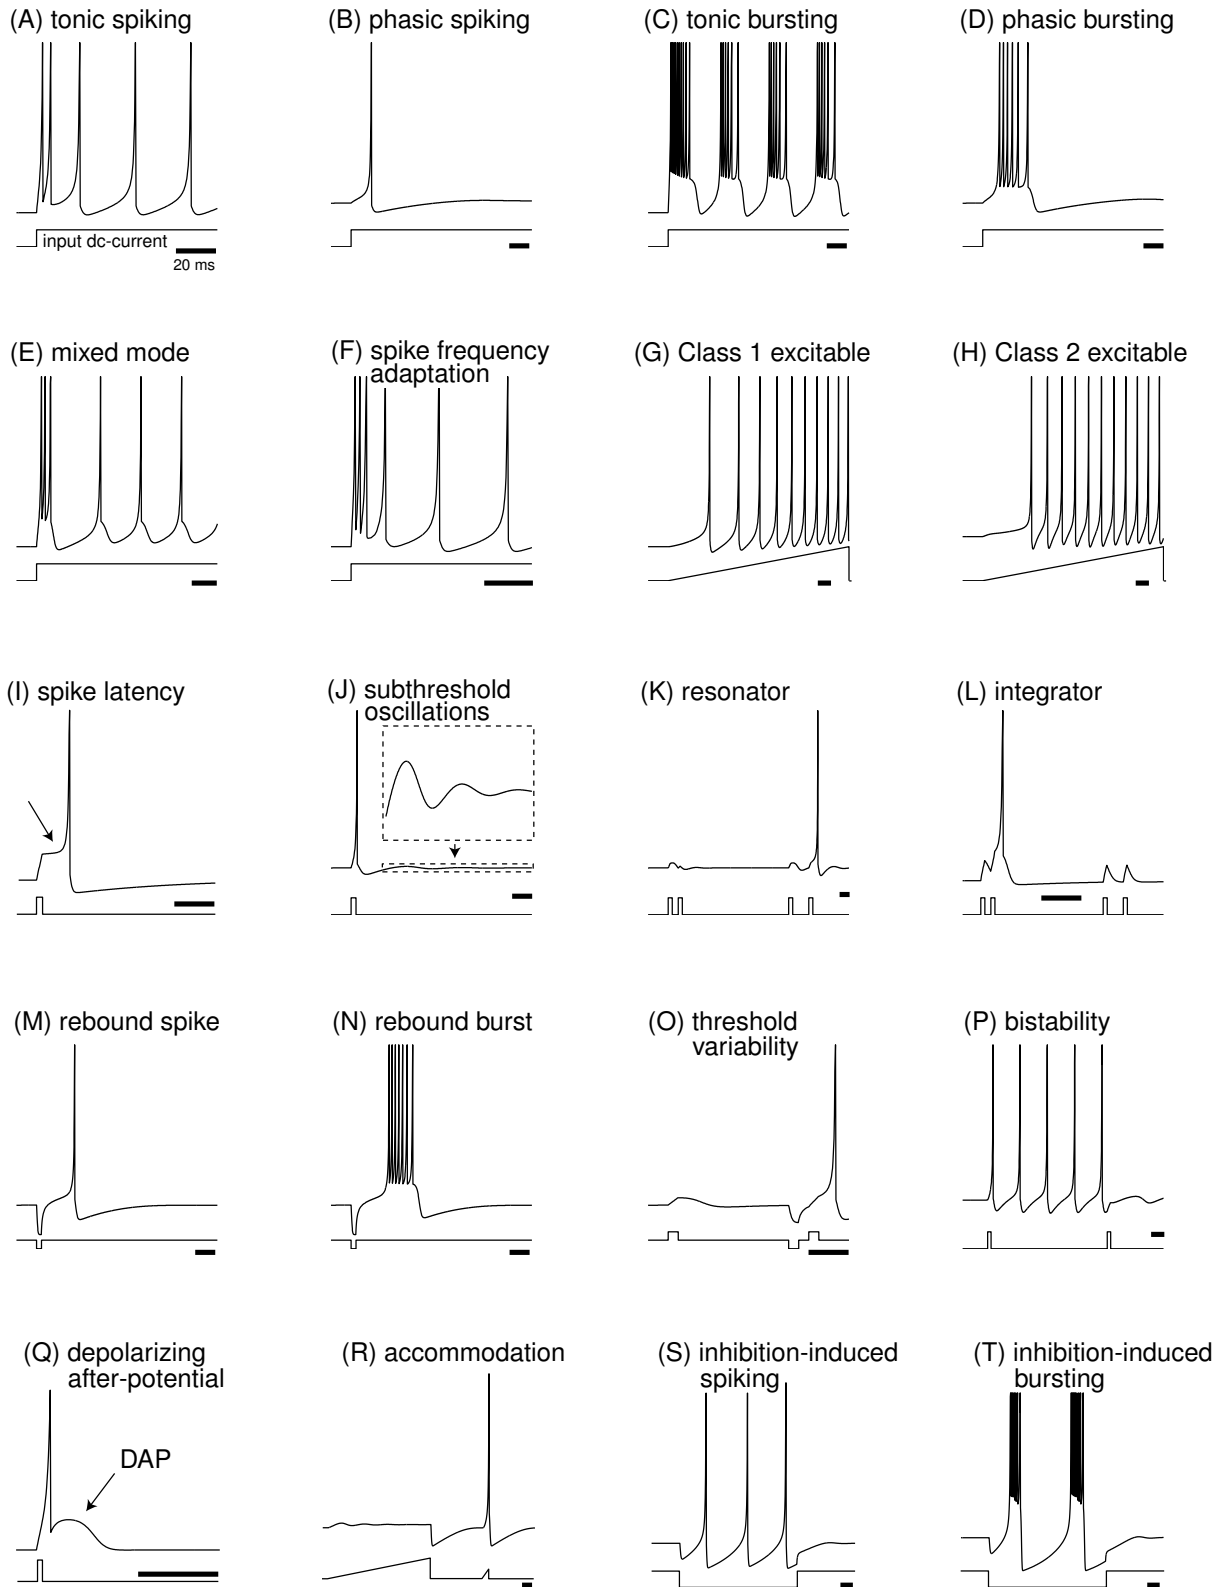 (A) tonic spiking
(B) phasic spiking
(C) tonic bursting
(D) phasic bursting
input dc-current
20 ms
(E) mixed mode
(F) spike frequency
adaptation
(G) Class 1 excitable
(H) Class 2 excitable
(I) spike latency
(J) subthreshold
oscillations
(K) resonator
(L) integrator
(M) rebound spike
(N) rebound burst
(O) threshold
variability
(P) bistability
(Q) depolarizing
after-potential
DAP
(R) accommodation
(S) inhibition-induced
spiking
(T) inhibition-induced
bursting